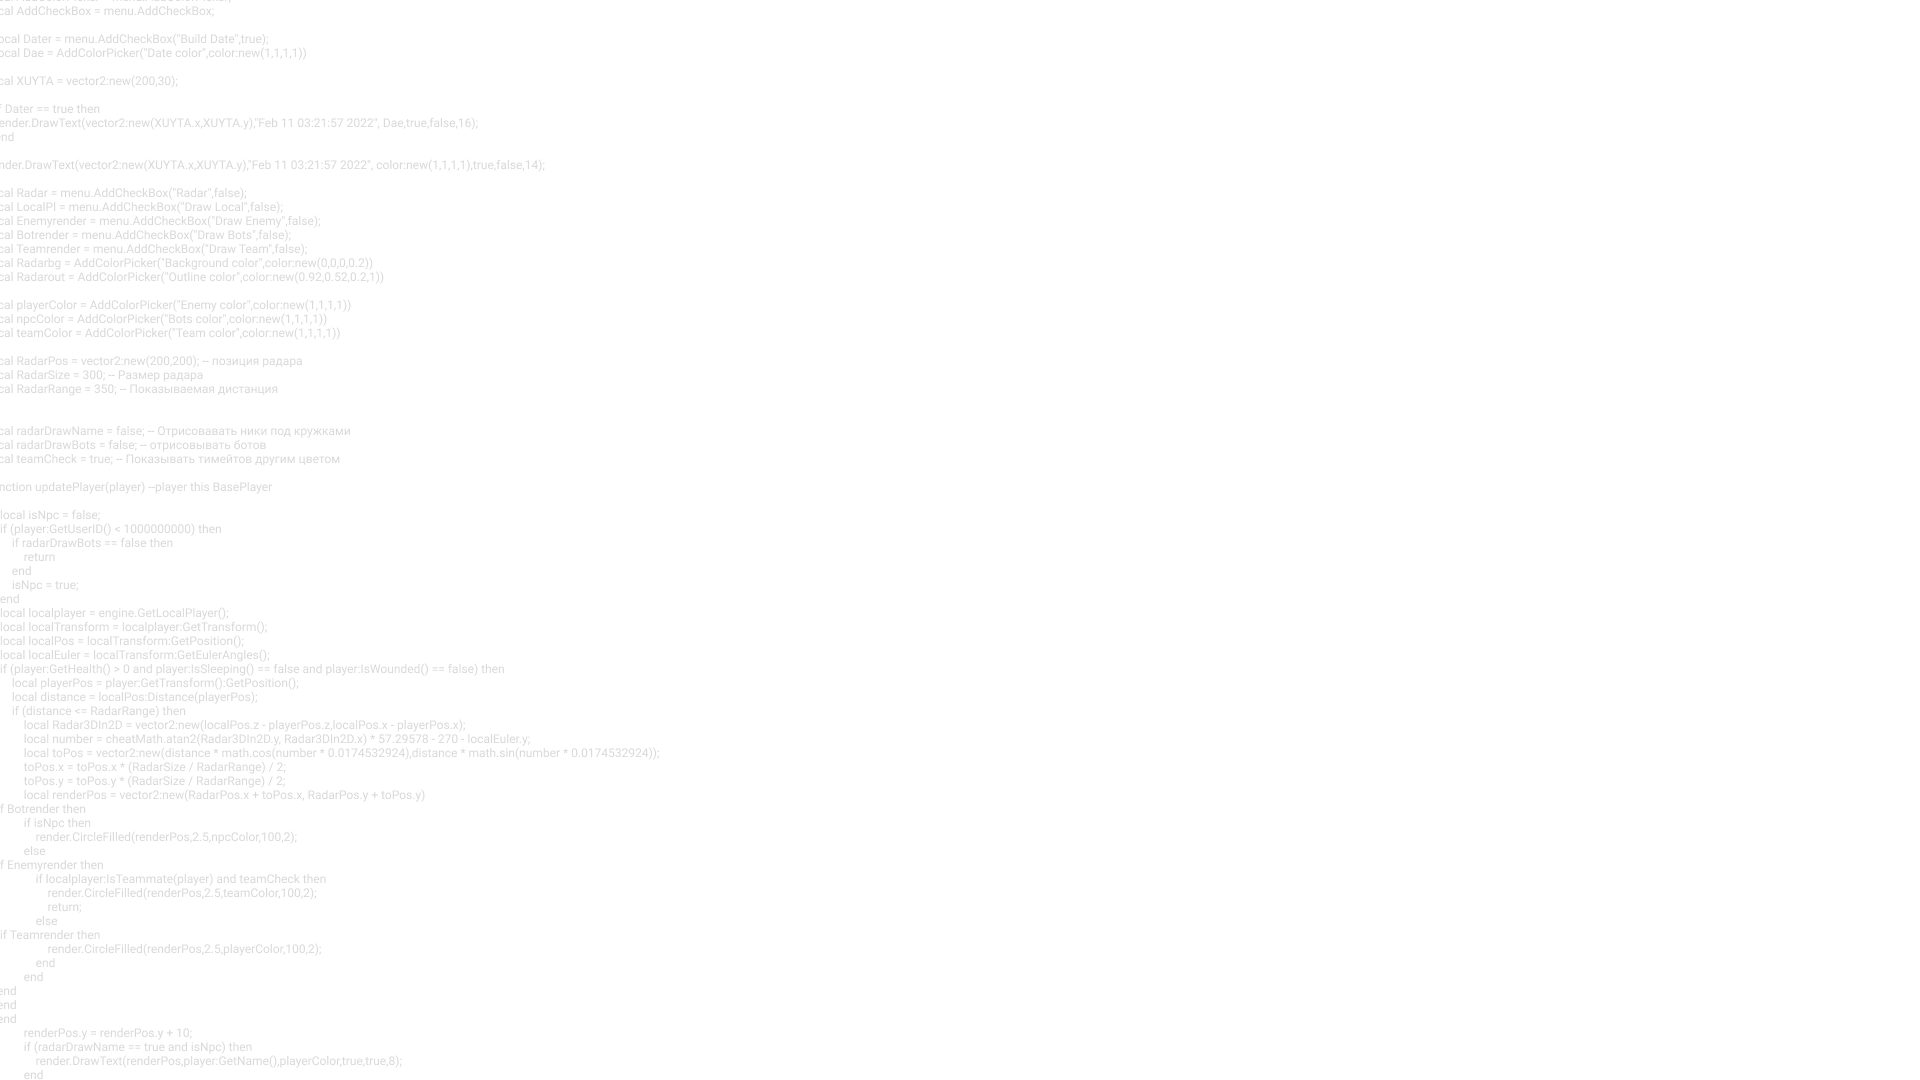 cal AddCheckBox = menu.AddCheckBox;
ocal Dater = menu.AddCheckBox("Build Date",true);
ocal Dae = AddColorPicker("Date color",color:new(1,1,1,1))
cal XUYTA = vector2:new(200,30);
f Dater == true then
ender.DrawText(vector2:new(XUYTA.x,XUYTA.y),"Feb 11 03:21:57 2022", Dae,true,false,16);
end
nder.DrawText(vector2:new(XUYTA.x,XUYTA.y),"Feb 11 03:21:57 2022", color:new(1,1,1,1),true,false,14);
cal Radar = menu.AddCheckBox("Radar",false);
cal LocalPl = menu.AddCheckBox("Draw Local",false);
cal Enemyrender = menu.AddCheckBox("Draw Enemy",false);
cal Botrender = menu.AddCheckBox("Draw Bots",false);
cal Teamrender = menu.AddCheckBox("Draw Team",false);
cal Radarbg = AddColorPicker("Background color",color:new(0,0,0,0.2))
cal Radarout = AddColorPicker("Outline color",color:new(0.92,0.52,0.2,1))
cal playerColor = AddColorPicker("Enemy color",color:new(1,1,1,1))
cal npcColor = AddColorPicker("Bots color",color:new(1,1,1,1))
cal teamColor = AddColorPicker("Team color",color:new(1,1,1,1))
cal RadarPos = vector2:new(200,200); -- позиция радара
cal RadarSize = 300; -- Размер радара
cal RadarRange = 350; -- Показываемая дистанция
cal radarDrawName = false; -- Отрисовавать ники под кружками
cal radarDrawBots = false; -- отрисовывать ботов
cal teamCheck = true; -- Показывать тимейтов другим цветом
nction updatePlayer(player) --player this BasePlayer
local isNpc = false;
if (player:GetUserID() < 1000000000) then
if radarDrawBots == false then
return
end
isNpc = true;
end
local localplayer = engine.GetLocalPlayer();
local localTransform = localplayer:GetTransform();
local localPos = localTransform:GetPosition();
local localEuler = localTransform:GetEulerAngles();
if (player:GetHealth() > 0 and player:IsSleeping() == false and player:IsWounded() == false) then
local playerPos = player:GetTransform():GetPosition();
local distance = localPos:Distance(playerPos);
if (distance <= RadarRange) then
local Radar3DIn2D = vector2:new(localPos.z - playerPos.z,localPos.x - playerPos.x);
local number = cheatMath.atan2(Radar3DIn2D.y, Radar3DIn2D.x) * 57.29578 - 270 - localEuler.y;
local toPos = vector2:new(distance * math.cos(number * 0.0174532924),distance * math.sin(number * 0.0174532924));
toPos.x = toPos.x * (RadarSize / RadarRange) / 2;
toPos.y = toPos.y * (RadarSize / RadarRange) / 2;
local renderPos = vector2:new(RadarPos.x + toPos.x, RadarPos.y + toPos.y)
f Botrender then
if isNpc then
render.CircleFilled(renderPos,2.5,npcColor,100,2);
else
f Enemyrender then
if localplayer:IsTeammate(player) and teamCheck then
render.CircleFilled(renderPos,2.5,teamColor,100,2);
return;
else
if Teamrender then
render.CircleFilled(renderPos,2.5,playerColor,100,2);
end
end
end
end
end
renderPos.y = renderPos.y + 10;
if (radarDrawName == true and isNpc) then
render.DrawText(renderPos,player:GetName(),playerColor,true,true,8);
end